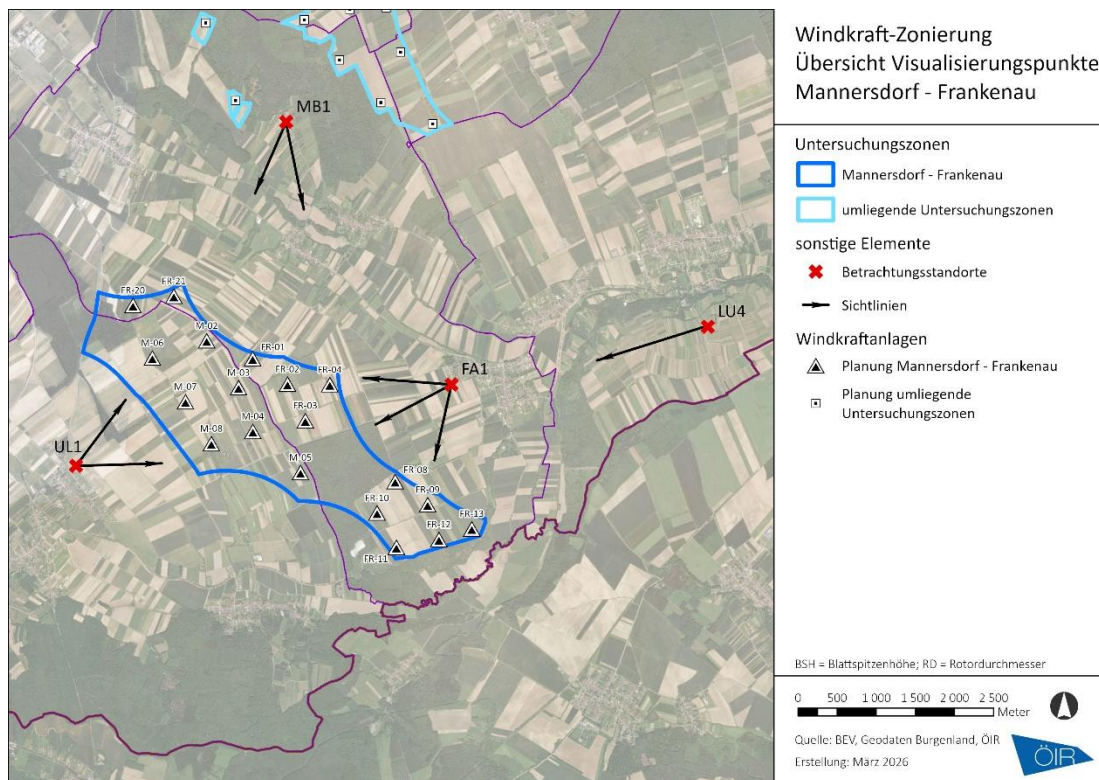 Windkraft-Zonierung
Übersicht Visualisierungspunkte
Mannersdorf - Frankenau
Untersuchungszonen
Mannersdorf - Frankenau
umliegende Untersuchungszonen
sonstige Elemente
Betrachtungsstandorte
Sichtlinien
Windkraftanlagen
Planung Mannersdorf - Frankenau
Planung umliegende
Untersuchungszonen
BSH = Blattspitzenhöhe; RD = Rotordurchmesser
0 500 1 000 1 500 2 000 2 500
Meter
Quelle: BEV, Geodaten Burgenland, ÖIR
Erstellung: März 2026
ÖIR
MB1
FR-20
FR-21
LU4
M-02
M-06
FR-01
FR-02
FR-04
FA1
M-03
M-07
FR-03
M-04
M-08
UL1
M-05
FR-08
FR-09
FR-10
FR-13
FR-12
FR-11